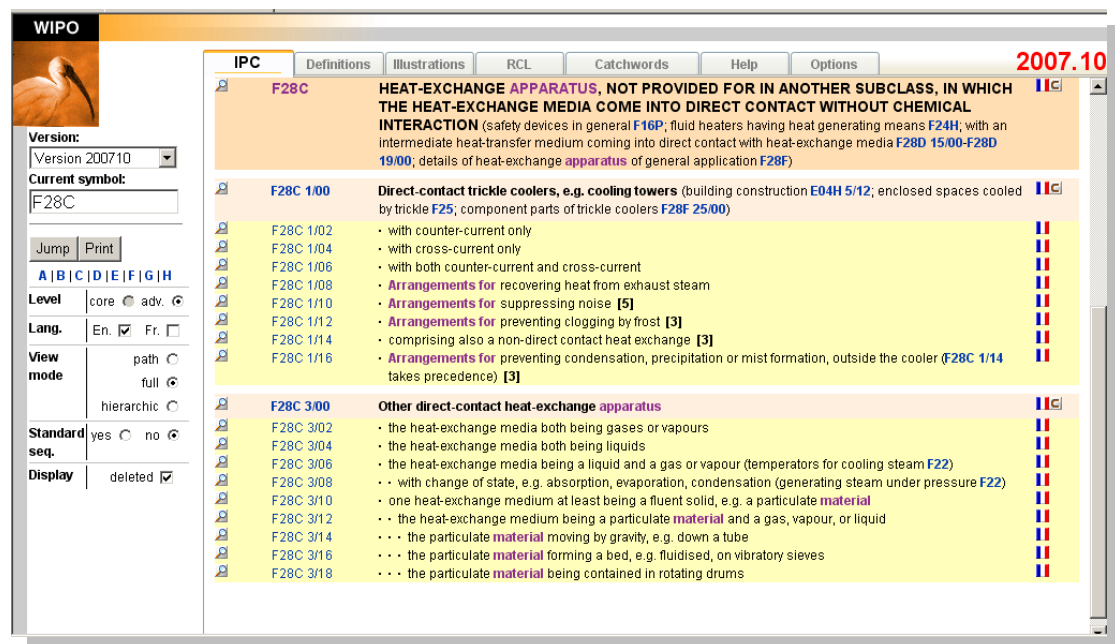 WIPO
IPC
Definitions
Illustrations
RCL
Catchwords
Help
Options
2007.10
Version:
Version 200710
Current symbol:
F28C
Jump Print
A | B | C | D | E | F | G | H
Level core adv.
Lang. En. Fr.
View mode path
full
hierarchic
Standard seq. yes no
Display deleted
F28C HEAT-EXCHANGE APPARATUS, NOT PROVIDED FOR IN ANOTHER SUBCLASS, IN WHICH
THE HEAT-EXCHANGE MEDIA COME INTO DIRECT CONTACT WITHOUT CHEMICAL
INTERACTION (safety devices in general F16P; fluid heaters having heat generating means F24H; with an
intermediate heat-transfer medium coming into direct contact with heat-exchange media F28D 15/00-F28D
19/00; details of heat-exchange apparatus of general application F28F)
F28C 1/00 Direct-contact trickle coolers, e.g. cooling towers (building construction E04H 5/12; enclosed spaces cooled
by trickle F25; component parts of trickle coolers F28F 25/00)
F28C 1/02 · with counter-current only
F28C 1/04 · with cross-current only
F28C 1/06 · with both counter-current and cross-current
F28C 1/08 · Arrangements for recovering heat from exhaust steam
F28C 1/10 · Arrangements for suppressing noise [5]
F28C 1/12 · Arrangements for preventing clogging by frost [3]
F28C 1/14 · comprising also a non-direct contact heat exchange [3]
F28C 1/16 · Arrangements for preventing condensation, precipitation or mist formation, outside the cooler (F28C 1/14
takes precedence) [3]
F28C 3/00 Other direct-contact heat-exchange apparatus
F28C 3/02 · the heat-exchange media both being gases or vapours
F28C 3/04 · the heat-exchange media both being liquids
F28C 3/06 · the heat-exchange media being a liquid and a gas or vapour (temperators for cooling steam F22)
F28C 3/08 · · with change of state, e.g. absorption, evaporation, condensation (generating steam under pressure F22)
F28C 3/10 · one heat-exchange medium at least being a fluent solid, e.g. a particulate material
F28C 3/12 · · the heat-exchange medium being a particulate material and a gas, vapour, or liquid
F28C 3/14 · · · the particulate material moving by gravity, e.g. down a tube
F28C 3/16 · · · the particulate material forming a bed, e.g. fluidised, on vibratory sieves
F28C 3/18 · · · the particulate material being contained in rotating drums